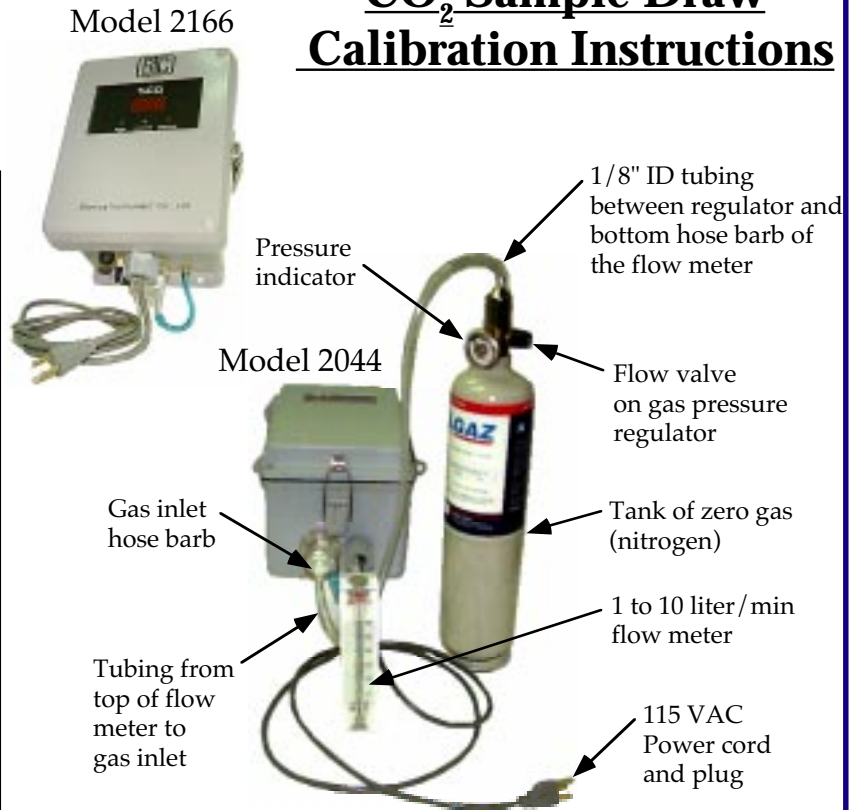 CO₂ Sample Draw
Calibration Instructions
Model 2166
1/8" ID tubing
between regulator and
bottom hose barb of
the flow meter
Pressure
indicator
Model 2044
Flow valve
on gas pressure
regulator
Gas inlet
hose barb
Tank of zero gas
(nitrogen)
1 to 10 liter/min
flow meter
Tubing from
top of flow
meter to
gas inlet
115 VAC
Power cord
and plug